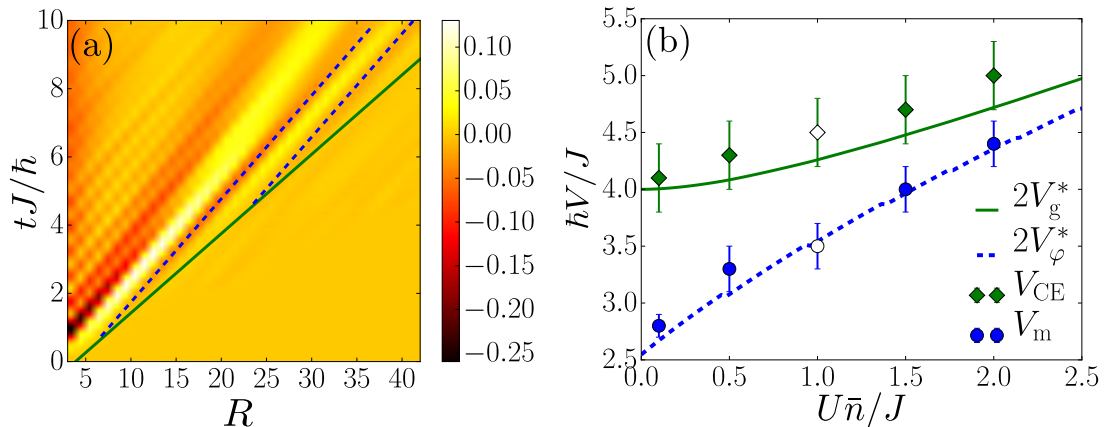 (a)
10
8
6
4
2
0
tJ/ħ
5 10 15 20 25 30 35 40
R
0.10
0.05
0.00
−0.05
−0.10
−0.15
−0.20
−0.25
(b)
5.5
5.0
4.5
4.0
3.5
3.0
2.5
ħV/J
0.0 0.5 1.0 1.5 2.0 2.5
Un̄/J
2V*g
2V*φ
VCE
Vm